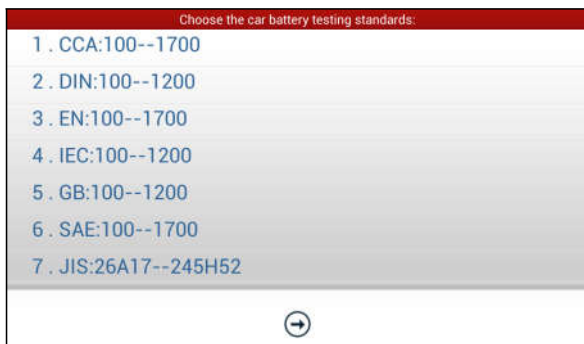 Choose the car battery testing standards:
1 . CCA:100--1700
2 . DIN:100--1200
3 . EN:100--1700
4 . IEC:100--1200
5 . GB:100--1200
6 . SAE:100--1700
7 . JIS:26A17--245H52